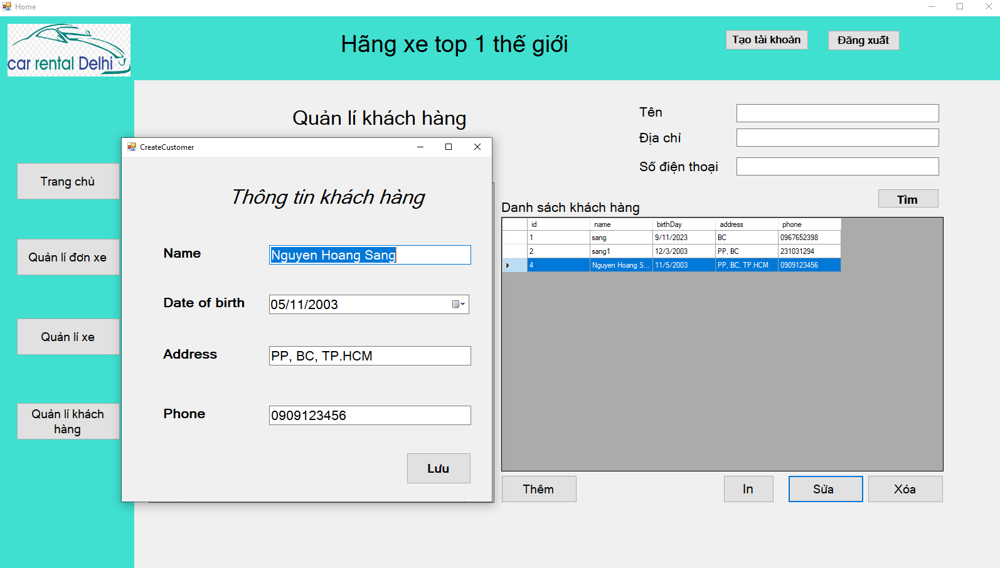 Home
car rental Delhi
Hãng xe top 1 thế giới
Tạo tài khoản
Đăng xuất
Quản lí khách hàng
Tên
Địa chỉ
Số điện thoại
Tìm
Trang chủ
Quản lí đơn xe
Quản lí xe
Quản lí khách
hàng
CreateCustomer
Thông tin khách hàng
Name
Nguyen Hoang Sang
Date of birth
05/11/2003
Address
PP, BC, TP.HCM
Phone
0909123456
Lưu
Danh sách khách hàng
id name birthDay address phone
1 sang 9/11/2023 BC 0967652398
2 sang1 12/3/2003 PP, BC 231031294
4 Nguyen Hoang S... 11/5/2003 PP, BC, TP.HCM 0909123456
Thêm
In
Sửa
Xóa